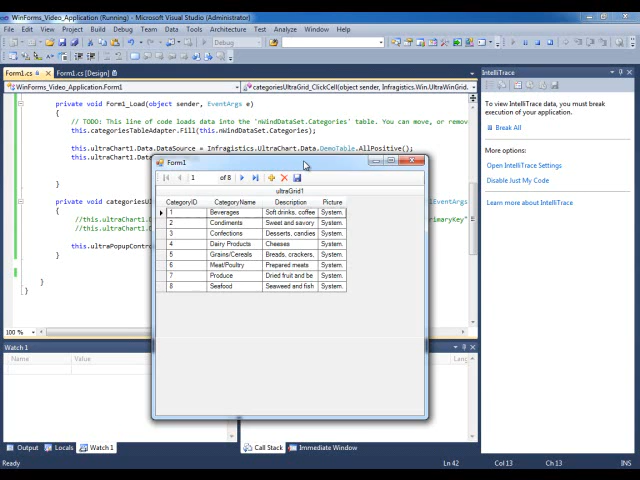 WinForms_Video_Application (Running) - Microsoft Visual Studio (Administrator)
File Edit View Refactor Project Build Debug Team Data Tools Architecture Test Analyze Window Help
Debug
Form1.cs Form1.cs [Design]
WinForms_Video_Application.Form1
categoriesUltraGrid_ClickCell(object sender, Infragistics.Win.UltraWinGrid.
private void Form1_Load(object sender, EventArgs e)
{
// TODO: This line of code loads data into the 'nWindDataSet.Categories' table. You can move, or remov
this.categoriesTableAdapter.Fill(this.nWindDataSet.Categories);
this.ultraChart1.Data.DataSource = Infragistics.UltraChart.Data.DemoTable.AllPositive();
this.ultraChart1.Da
}
private void categoriesUl
{
//this.ultraChart1.D
//this.ultraChart1.D
rimaryKey"
this.ultraPopupContro
}
}
}
100 %
Form1
1 of 8
ultraGrid1
CategoryID CategoryName Description Picture
1 Beverages Soft drinks, coffee System.
2 Condiments Sweet and savory System.
3 Confections Desserts, candies System.
4 Dairy Products Cheeses System.
5 Grains/Cereals Breads, crackers, System.
6 Meat/Poultry Prepared meats System.
7 Produce Dried fruit and be System.
8 Seafood Seaweed and fish System.
IntelliTrace
To view IntelliTrace data, you must break
execution of your application.
Break All
More options:
Open IntelliTrace Settings
Disable Just My Code
Learn more about IntelliTrace
Watch 1
Name Value
Lang
Output Locals Watch 1
Call Stack Immediate Window
Ready Ln 42 Col 13 Ch 13 INS